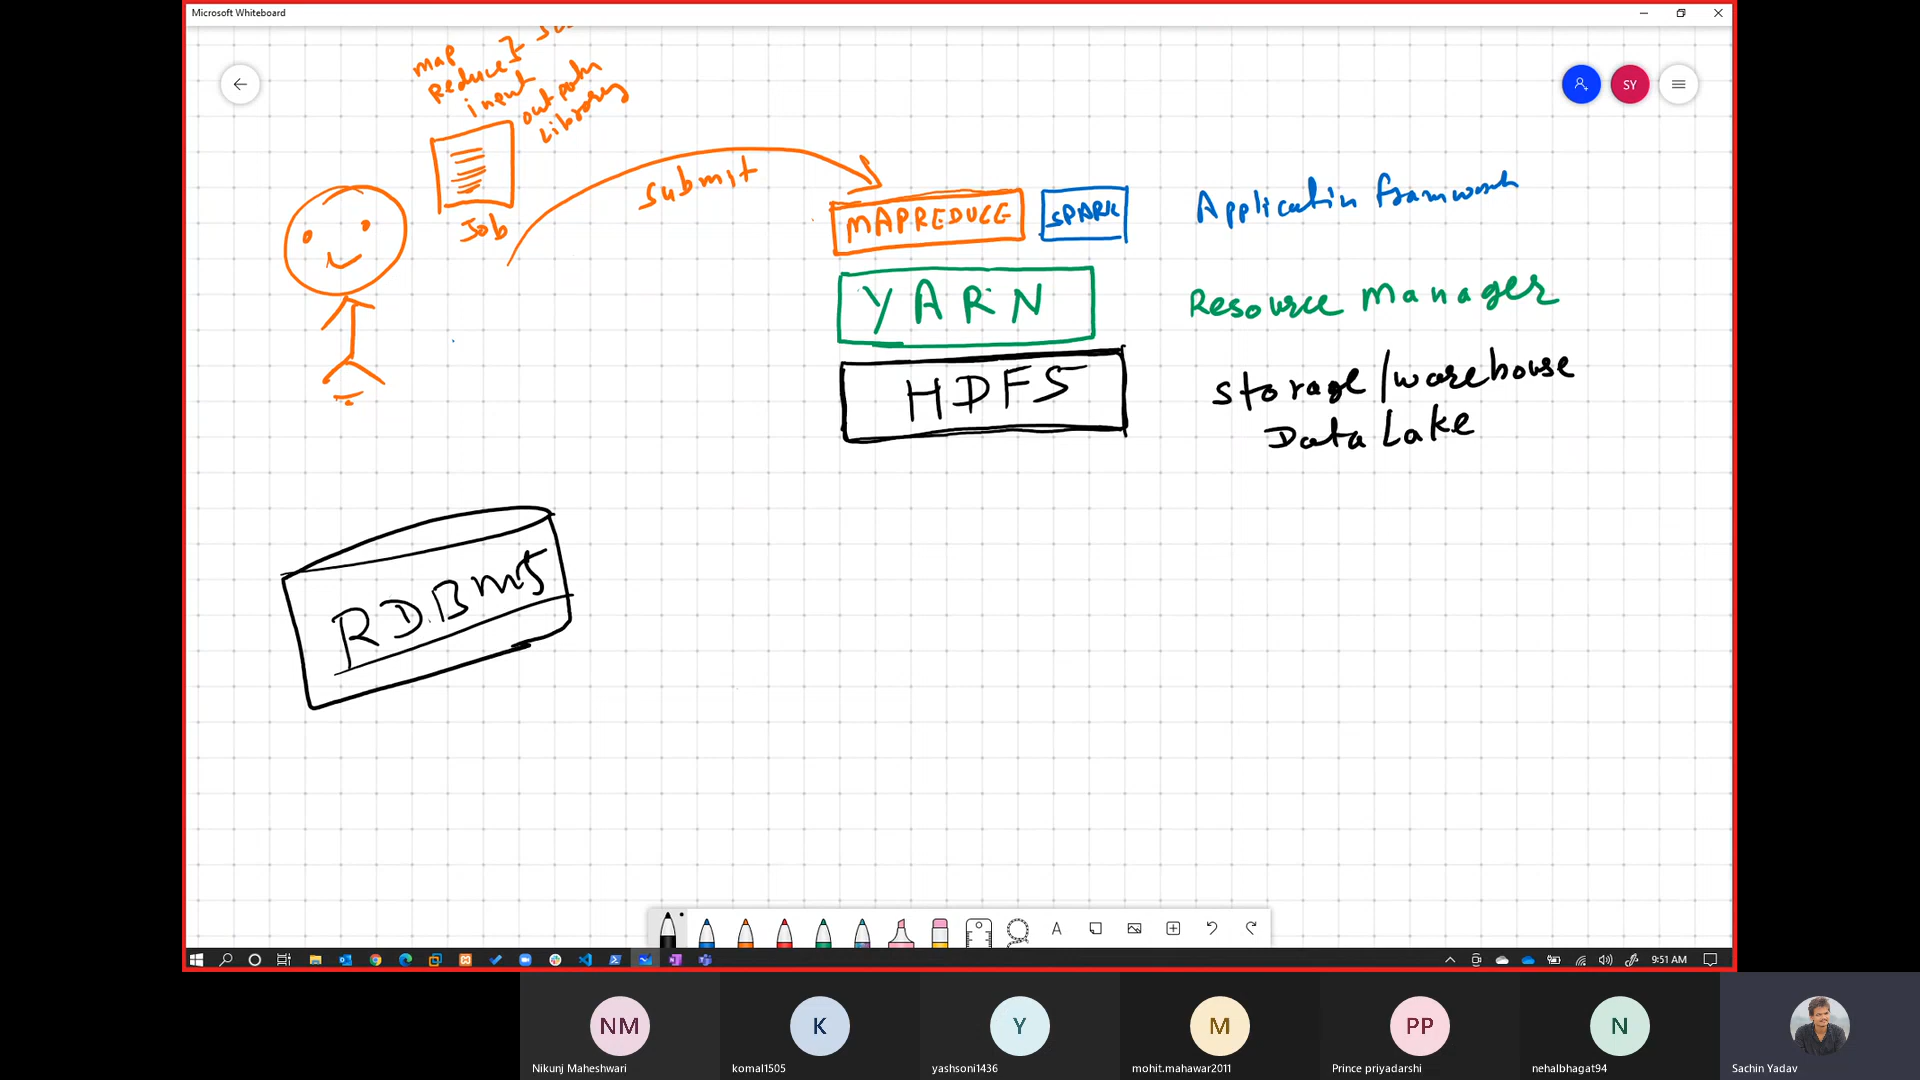 Microsoft Whiteboard
map
Reduce
input
output
Library
Job
Submit
SY
MAPREDUCE
SPARK
Application framwork
YARN
Resource Manager
HDFS
Storage/warehouse
Data Lake
RDBMS
A
9:51 AM
NM
K
Y
M
PP
N
Nikunj Maheshwari
komal1505
yashsoni1436
mohit.mahawar2011
Prince priyadarshi
nehalbhagat94
Sachin Yadav